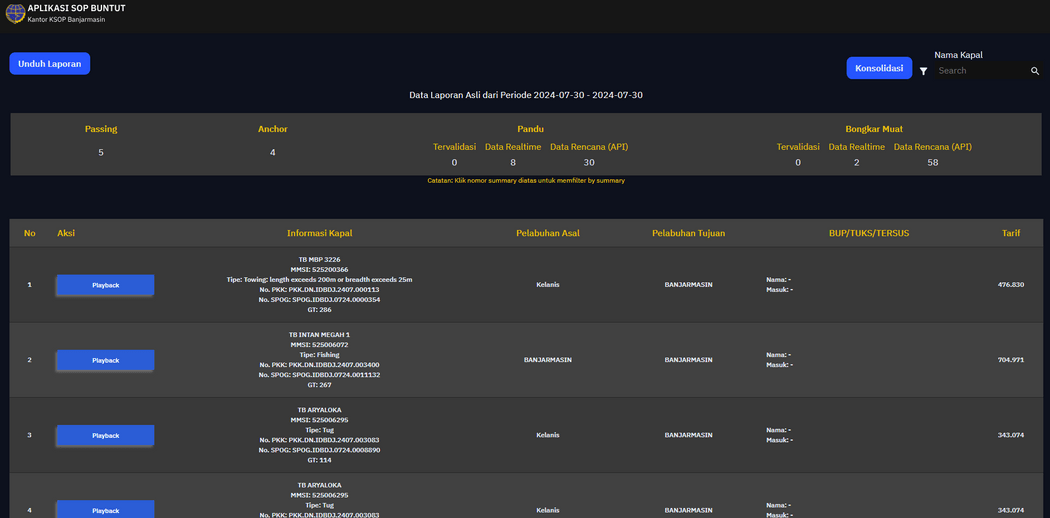 APLIKASI SOP BUNTUT
Kantor KSOP Banjarmasin
Unduh Laporan
Konsolidasi
Nama Kapal
Search
Data Laporan Asli dari Periode 2024-07-30 - 2024-07-30
Passing
5
Anchor
4
Pandu
Tervalidasi Data Realtime Data Rencana (API)
0 8 30
Bongkar Muat
Tervalidasi Data Realtime Data Rencana (API)
0 2 58
Catatan: Klik nomor summary diatas untuk memfilter by summary
No Aksi Informasi Kapal Pelabuhan Asal Pelabuhan Tujuan BUP/TUKS/TERSUS Tarif
1
Playback
TB MBP 3226
MMSI: 525200366
Tipe: Towing: length exceeds 200m or breadth exceeds 25m
No. PKK: PKK.DN.IDBDJ.2407.000113
No. SPOG: SPOG.IDBDJ.0724.0000354
GT: 286
Kelanis
BANJARMASIN
Nama: -
Masuk: -
476.830
2
Playback
TB INTAN MEGAH 1
MMSI: 525006072
Tipe: Fishing
No. PKK: PKK.DN.IDBDJ.2407.003400
No. SPOG: SPOG.IDBDJ.0724.0011132
GT: 267
BANJARMASIN
BANJARMASIN
Nama: -
Masuk: -
704.971
3
Playback
TB ARYALOKA
MMSI: 525006295
Tipe: Tug
No. PKK: PKK.DN.IDBDJ.2407.003083
No. SPOG: SPOG.IDBDJ.0724.0008890
GT: 114
Kelanis
BANJARMASIN
Nama: -
Masuk: -
343.074
4
Playback
TB ARYALOKA
MMSI: 525006295
Tipe: Tug
No. PKK: PKK.DN.IDBDJ.2407.003083
Kelanis
BANJARMASIN
Nama: -
Masuk: -
343.074